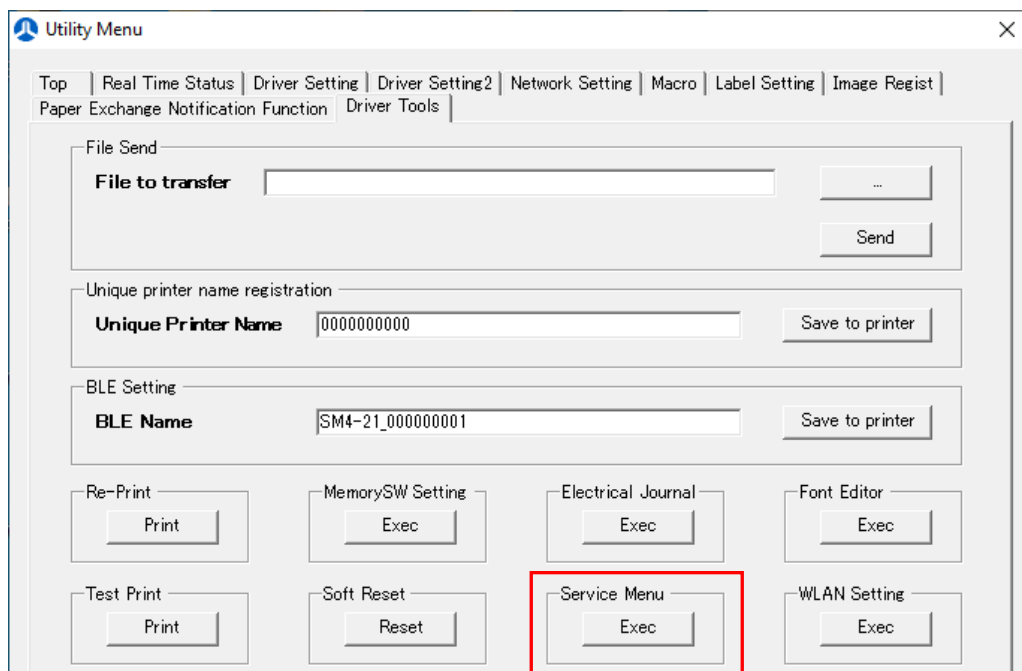 Utility Menu
Top Real Time Status Driver Setting Driver Setting2 Network Setting Macro Label Setting Image Regist
Paper Exchange Notification Function Driver Tools
File Send
File to transfer ...
Send
Unique printer name registration
Unique Printer Name 0000000000 Save to printer
BLE Setting
BLE Name SM4-21_000000001 Save to printer
Re-Print MemorySW Setting Electrical Journal Font Editor
Print Exec Exec Exec
Test Print Soft Reset Service Menu WLAN Setting
Print Reset Exec Exec